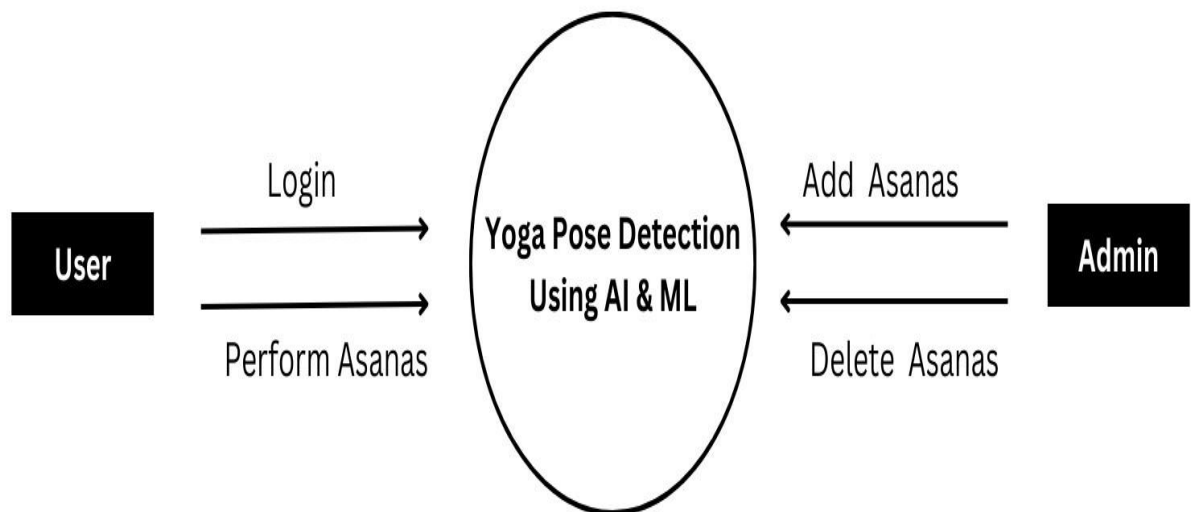 Login
Add Asanas
User
Yoga Pose Detection
Using AI & ML
Admin
Perform Asanas
Delete Asanas